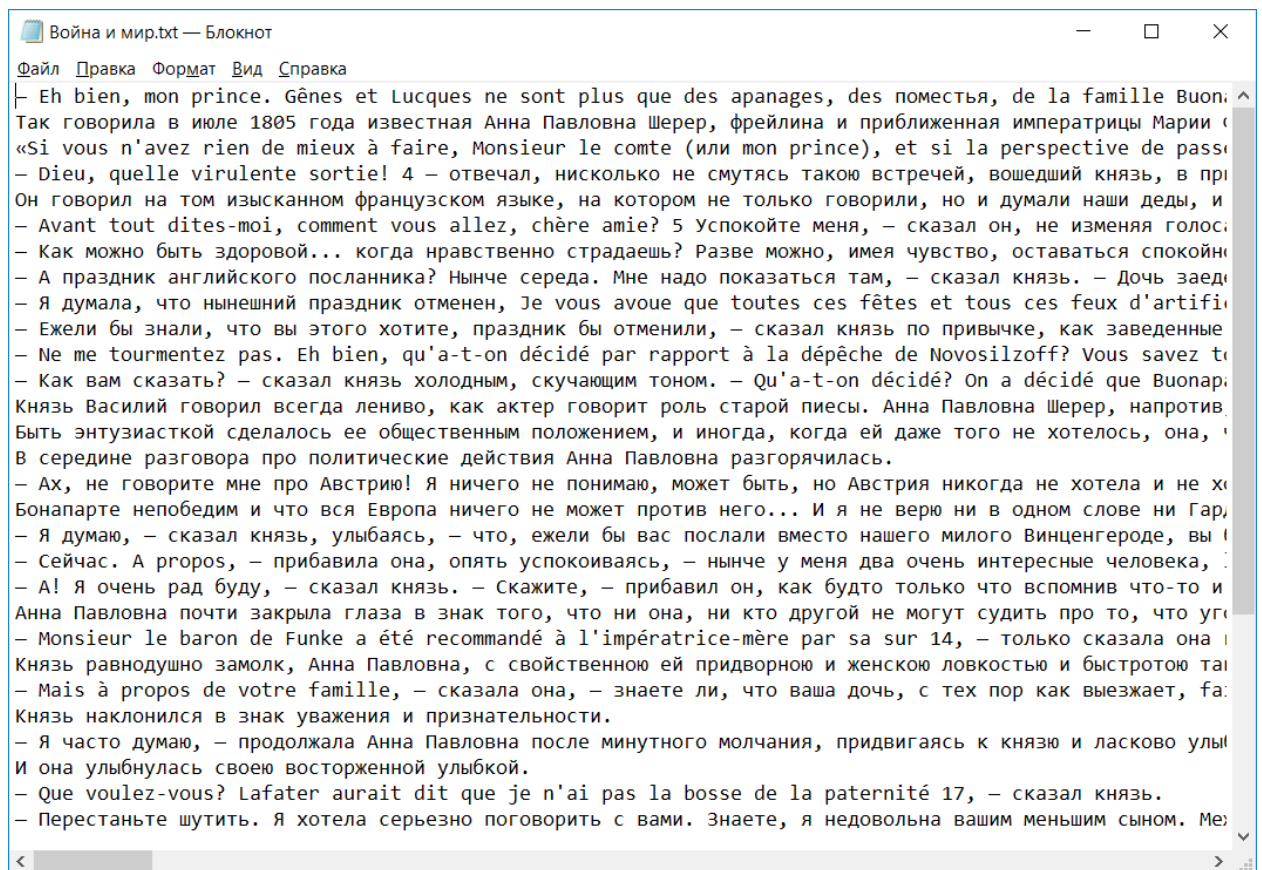 Война и мир.txt — Блокнот
Файл Правка Формат Вид Справка
— Eh bien, mon prince. Gênes et Lucques ne sont plus que des apanages, des поместья, de la famille
Так говорила в июле 1805 года известная Анна Павловна Шерер, фрейлина и приближенная императрицы Марии
«Si vous n'avez rien de mieux à faire, Monsieur le comte (или mon prince), et si la perspective de
— Dieu, quelle virulente sortie! 4 — отвечал, нисколько не смутясь такою встречей, вошедший князь, в
Он говорил на том изысканном французском языке, на котором не только говорили, но и думали наши деды, и
— Avant tout dites-moi, comment vous allez, chère amie? 5 Успокойте меня, — сказал он, не изменяя
— Как можно быть здоровой... когда нравственно страдаешь? Разве можно, имея чувство, оставаться
— А праздник английского посланника? Нынче середа. Мне надо показаться там, — сказал князь. — Дочь
— Я думала, что нынешний праздник отменен, Je vous avoue que toutes ces fêtes et tous ces feux
— Ежели бы знали, что вы этого хотите, праздник бы отменили, — сказал князь по привычке, как заведенные
— Ne me tourmentez pas. Eh bien, qu'a-t-on décidé par rapport à la dépêche de Novosilzoff? Vous savez
— Как вам сказать? — сказал князь холодным, скучающим тоном. — Qu'a-t-on décidé? On a décidé que
Князь Василий говорил всегда лениво, как актер говорит роль старой пиесы. Анна Павловна Шерер, напротив,
Быть энтузиасткой сделалось ее общественным положением, и иногда, когда ей даже того не хотелось, она,
В середине разговора про политические действия Анна Павловна разгорячилась.
— Ах, не говорите мне про Австрию! Я ничего не понимаю, может быть, но Австрия никогда не хотела и не
Бонапарте непобедим и что вся Европа ничего не может против него... И я не верю ни в одном слове ни
— Я думаю, — сказал князь, улыбаясь, — что, ежели бы вас послали вместо нашего милого Винценгероде, вы
— Сейчас. A propos, — прибавила она, опять успокоиваясь, — нынче у меня два очень интересные человека,
— А! Я очень рад буду, — сказал князь. — Скажите, — прибавил он, как будто только что вспомнив что-то и
Анна Павловна почти закрыла глаза в знак того, что ни она, ни кто другой не могут судить про то, что
— Monsieur le baron de Funke a été recommandé à l'impératrice-mère par sa sur 14, — только сказала она
Князь равнодушно замолк, Анна Павловна, с свойственною ей придворною и женскою ловкостью и быстротою
— Mais à propos de votre famille, — сказала она, — знаете ли, что ваша дочь, с тех пор как выезжает,
Князь наклонился в знак уважения и признательности.
— Я часто думаю, — продолжала Анна Павловна после минутного молчания, придвигаясь к князю и ласково
И она улыбнулась своею восторженной улыбкой.
— Que voulez-vous? Lafater aurait dit que je n'ai pas la bosse de la paternité 17, — сказал князь.
— Перестаньте шутить. Я хотела серьезно поговорить с вами. Знаете, я недовольна вашим меньшим сыном.